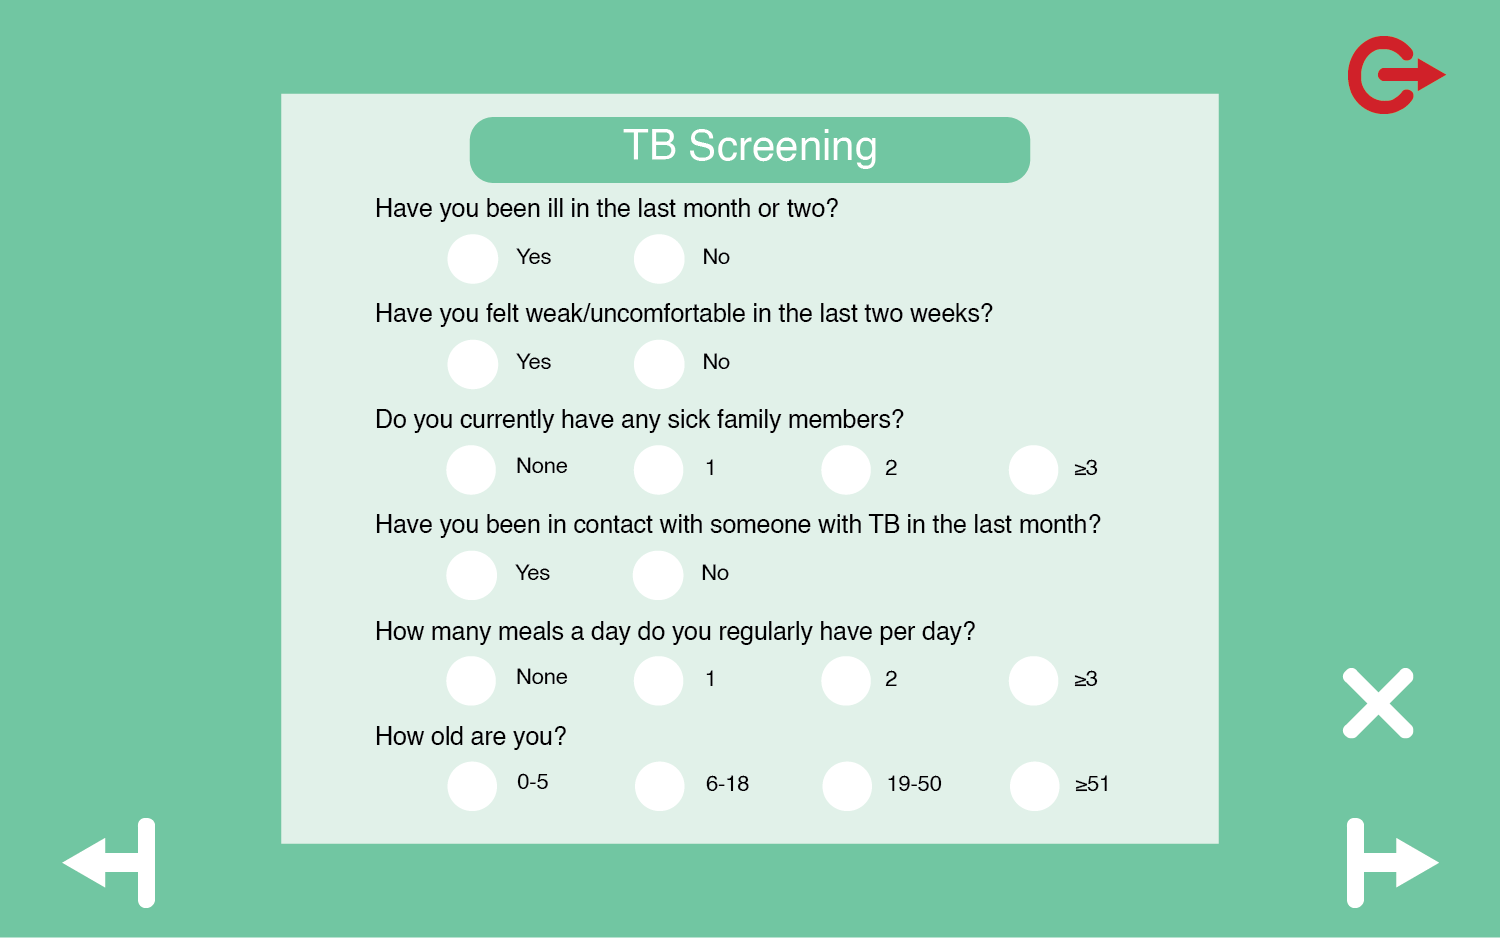 TB Screening
Have you been ill in the last month or two?
Yes No
Have you felt weak/uncomfortable in the last two weeks?
Yes No
Do you currently have any sick family members?
None 1 2 ≥3
Have you been in contact with someone with TB in the last month?
Yes No
How many meals a day do you regularly have per day?
None 1 2 ≥3
How old are you?
0-5 6-18 19-50 ≥51